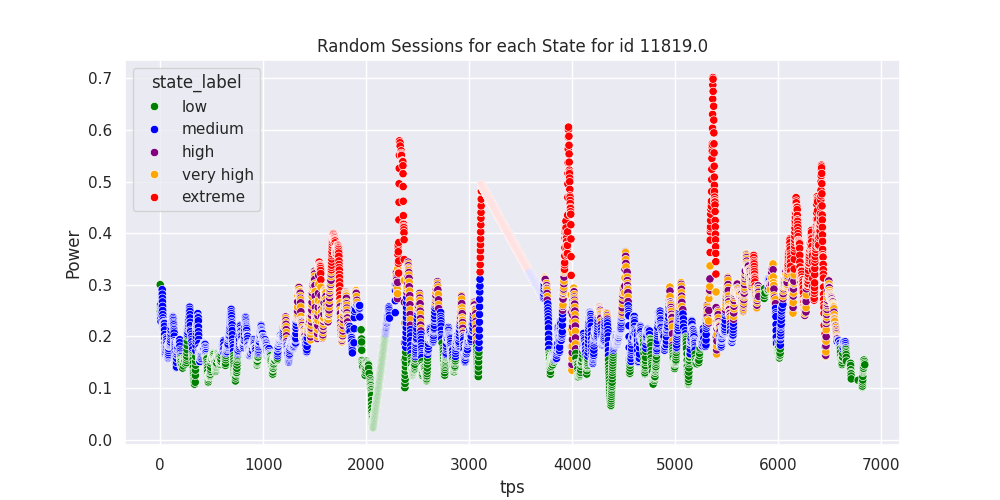 Random Sessions for each State for id 11819.0
state_label
low
medium
high
very high
extreme
0.7
0.6
0.5
0.4
0.3
0.2
0.1
0.0
Power
0 1000 2000 3000 4000 5000 6000 7000
tps